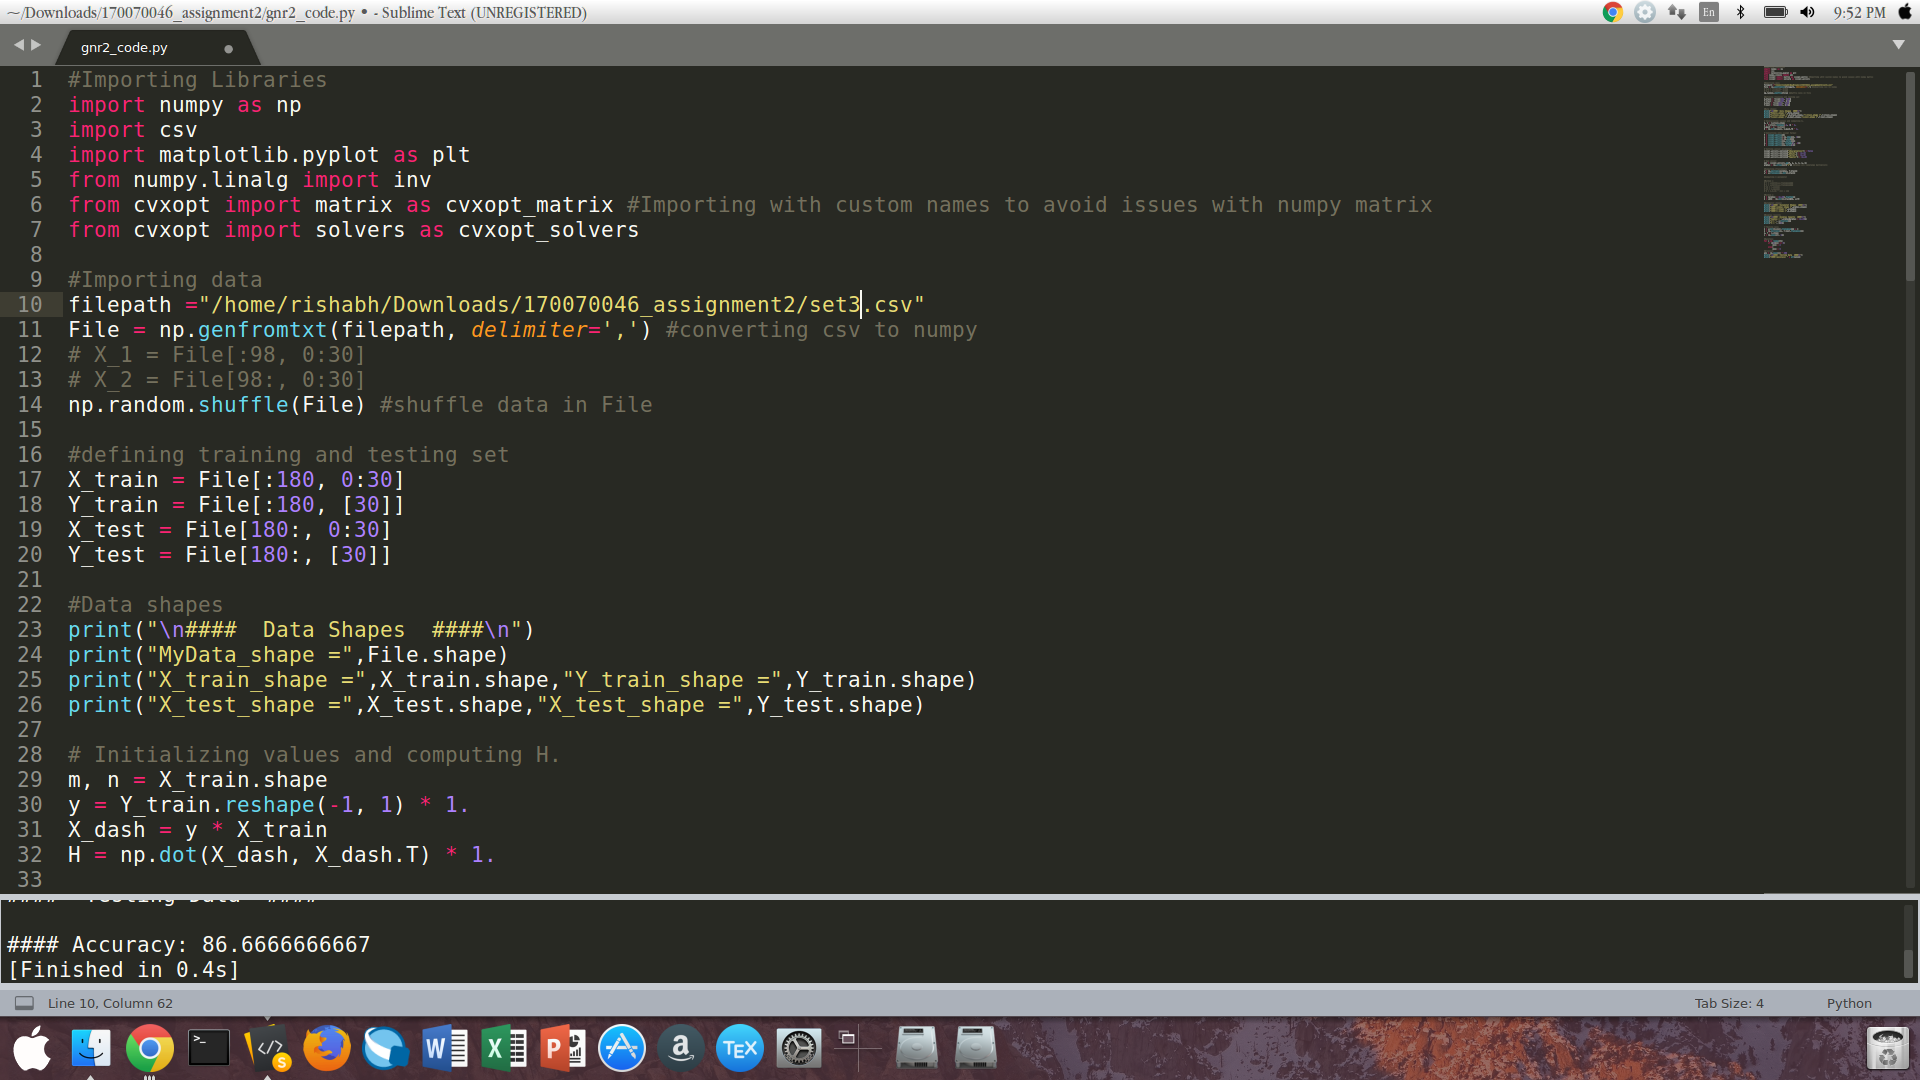 ~/Downloads/170070046_assignment2/gnr2_code.py • - Sublime Text (UNREGISTERED)
En
9:52 PM
gnr2_code.py
1 #Importing Libraries
2 import numpy as np
3 import csv
4 import matplotlib.pyplot as plt
5 from numpy.linalg import inv
6 from cvxopt import matrix as cvxopt_matrix #Importing with custom names to avoid issues with numpy matrix
7 from cvxopt import solvers as cvxopt_solvers
8
9 #Importing data
10 filepath ="/home/rishabh/Downloads/170070046_assignment2/set3.csv"
11 File = np.genfromtxt(filepath, delimiter=',') #converting csv to numpy
12 # X_1 = File[:98, 0:30]
13 # X_2 = File[98:, 0:30]
14 np.random.shuffle(File) #shuffle data in File
15
16 #defining training and testing set
17 X_train = File[:180, 0:30]
18 Y_train = File[:180, [30]]
19 X_test = File[180:, 0:30]
20 Y_test = File[180:, [30]]
21
22 #Data shapes
23 print("\n####  Data Shapes  ####\n")
24 print("MyData_shape =",File.shape)
25 print("X_train_shape =",X_train.shape,"Y_train_shape =",Y_train.shape)
26 print("X_test_shape =",X_test.shape,"X_test_shape =",Y_test.shape)
27
28 # Initializing values and computing H.
29 m, n = X_train.shape
30 y = Y_train.reshape(-1, 1) * 1.
31 X_dash = y * X_train
32 H = np.dot(X_dash, X_dash.T) * 1.
33
#### Testing Data ####
#### Accuracy: 86.6666666667
[Finished in 0.4s]
Line 10, Column 62
Tab Size: 4
Python
>_
</>
S
W
X
P
a
TEX